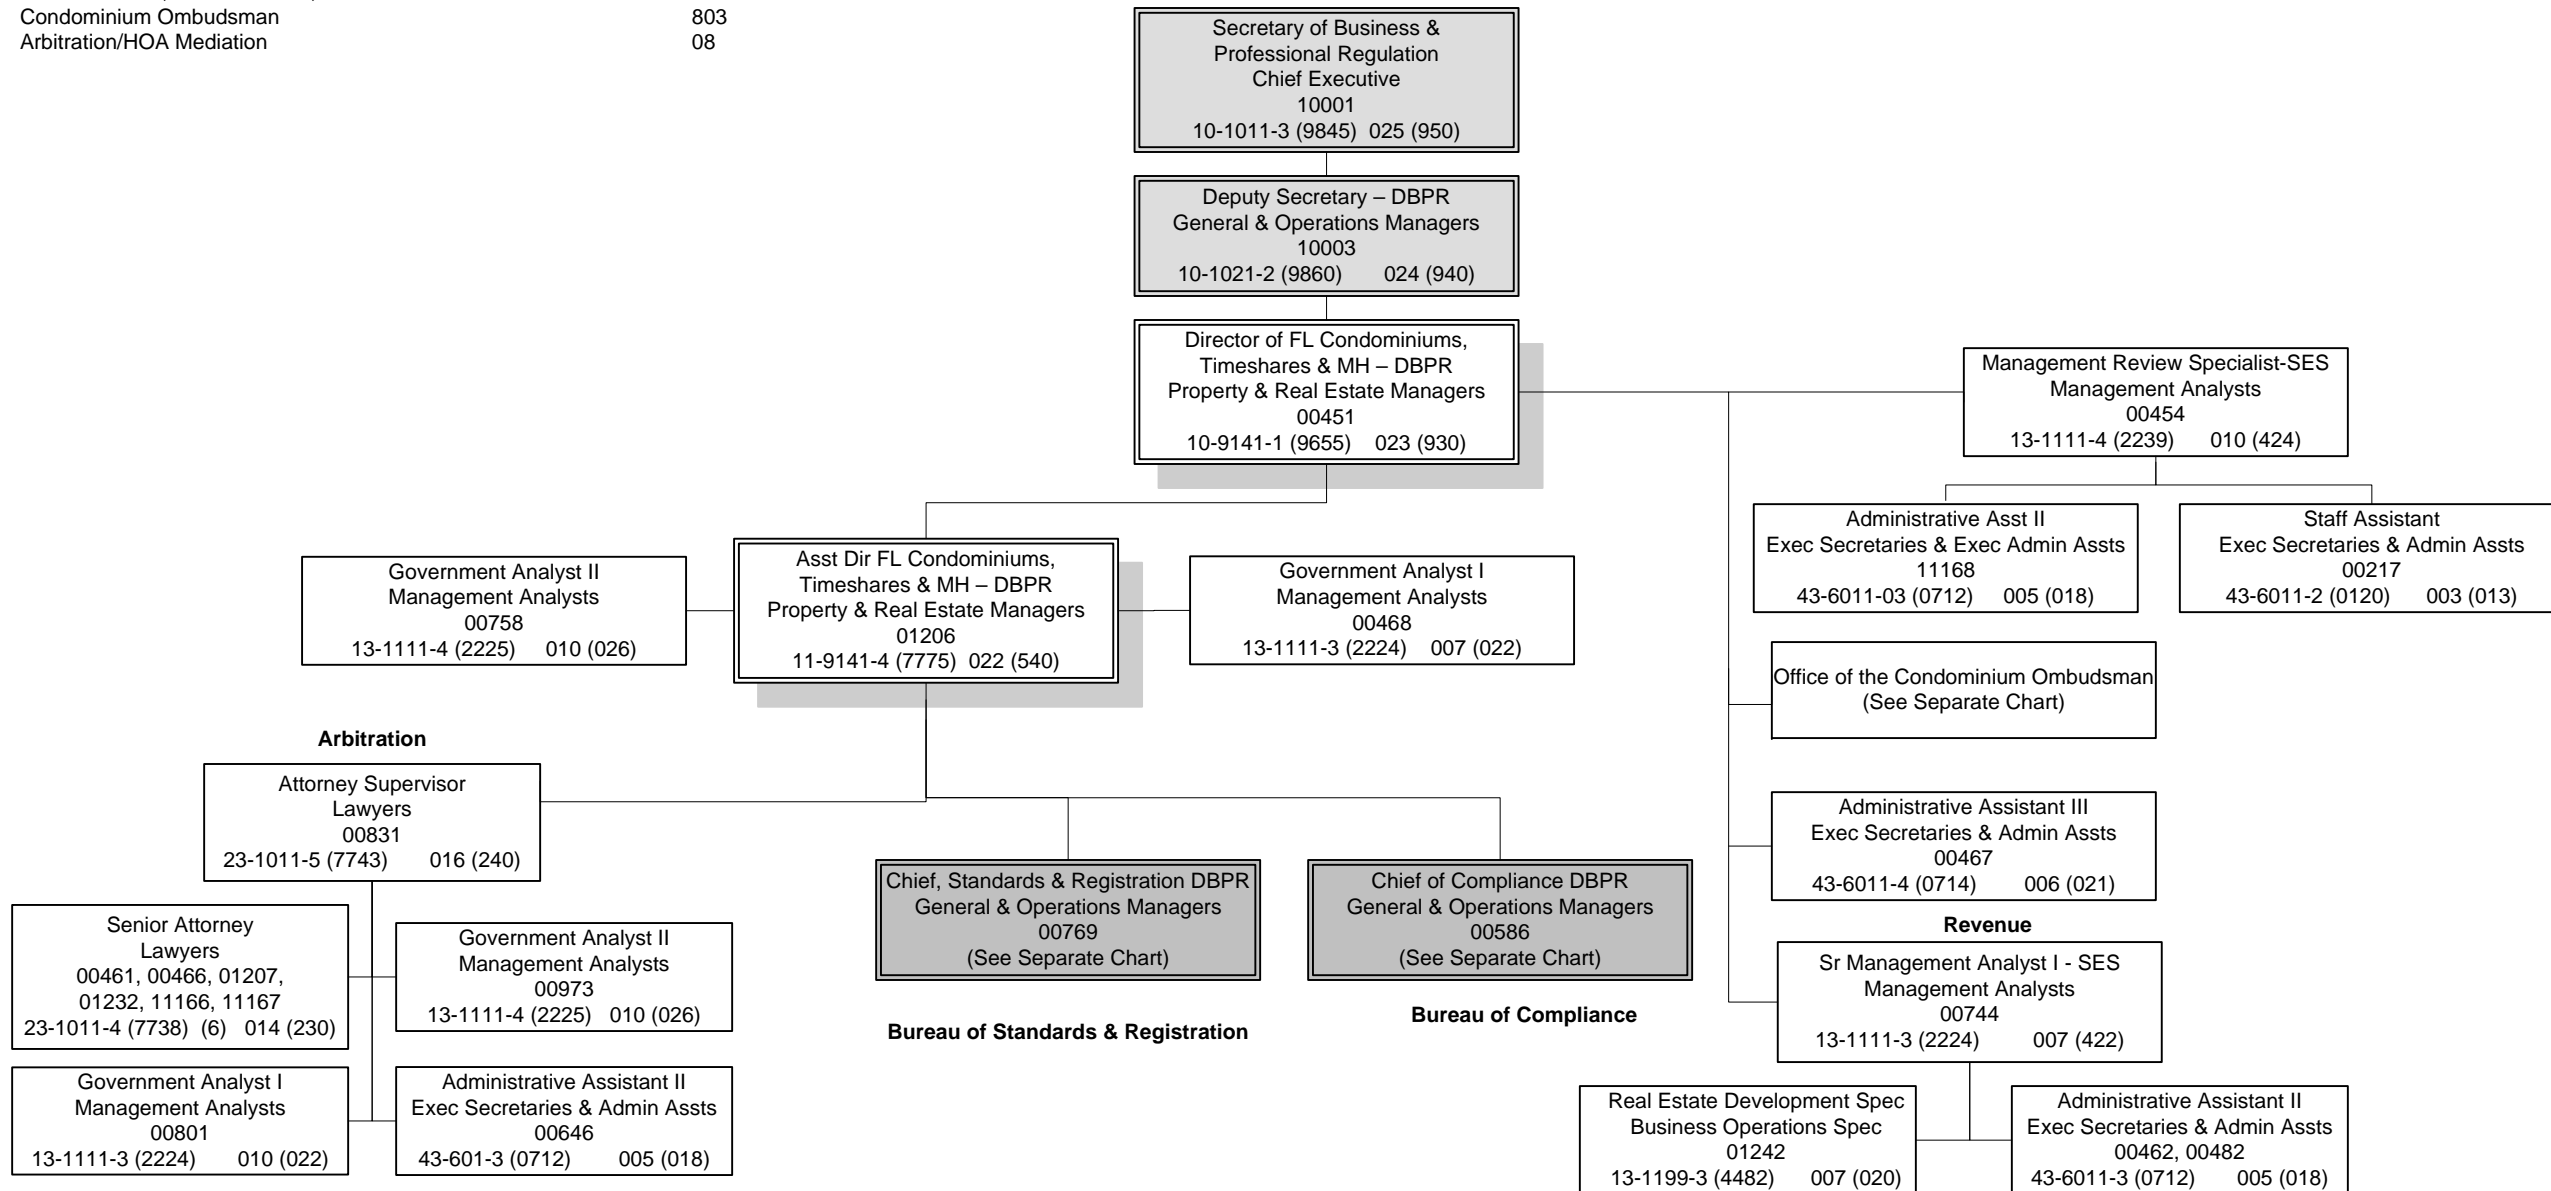 Condominium Ombudsman 803
Arbitration/HOA Mediation 08
Secretary of Business &
Professional Regulation
Chief Executive
10001
10-1011-3 (9845) 025 (950)
Deputy Secretary – DBPR
General & Operations Managers
10003
10-1021-2 (9860) 024 (940)
Director of FL Condominiums,
Timeshares & MH – DBPR
Property & Real Estate Managers
00451
10-9141-1 (9655) 023 (930)
Management Review Specialist-SES
Management Analysts
00454
13-1111-4 (2239) 010 (424)
Administrative Asst II
Exec Secretaries & Exec Admin Assts
11168
43-6011-03 (0712) 005 (018)
Staff Assistant
Exec Secretaries & Admin Assts
00217
43-6011-2 (0120) 003 (013)
Government Analyst II
Management Analysts
00758
13-1111-4 (2225) 010 (026)
Asst Dir FL Condominiums,
Timeshares & MH – DBPR
Property & Real Estate Managers
01206
11-9141-4 (7775) 022 (540)
Government Analyst I
Management Analysts
00468
13-1111-3 (2224) 007 (022)
Office of the Condominium Ombudsman
(See Separate Chart)
Arbitration
Attorney Supervisor
Lawyers
00831
23-1011-5 (7743) 016 (240)
Administrative Assistant III
Exec Secretaries & Admin Assts
00467
43-6011-4 (0714) 006 (021)
Chief, Standards & Registration DBPR
General & Operations Managers
00769
(See Separate Chart)
Bureau of Standards & Registration
Chief of Compliance DBPR
General & Operations Managers
00586
(See Separate Chart)
Bureau of Compliance
Senior Attorney
Lawyers
00461, 00466, 01207,
01232, 11166, 11167
23-1011-4 (7738) (6) 014 (230)
Government Analyst II
Management Analysts
00973
13-1111-4 (2225) 010 (026)
Government Analyst I
Management Analysts
00801
13-1111-3 (2224) 010 (022)
Administrative Assistant II
Exec Secretaries & Admin Assts
00646
43-601-3 (0712) 005 (018)
Revenue
Sr Management Analyst I - SES
Management Analysts
00744
13-1111-3 (2224) 007 (422)
Real Estate Development Spec
Business Operations Spec
01242
13-1199-3 (4482) 007 (020)
Administrative Assistant II
Exec Secretaries & Admin Assts
00462, 00482
43-6011-3 (0712) 005 (018)